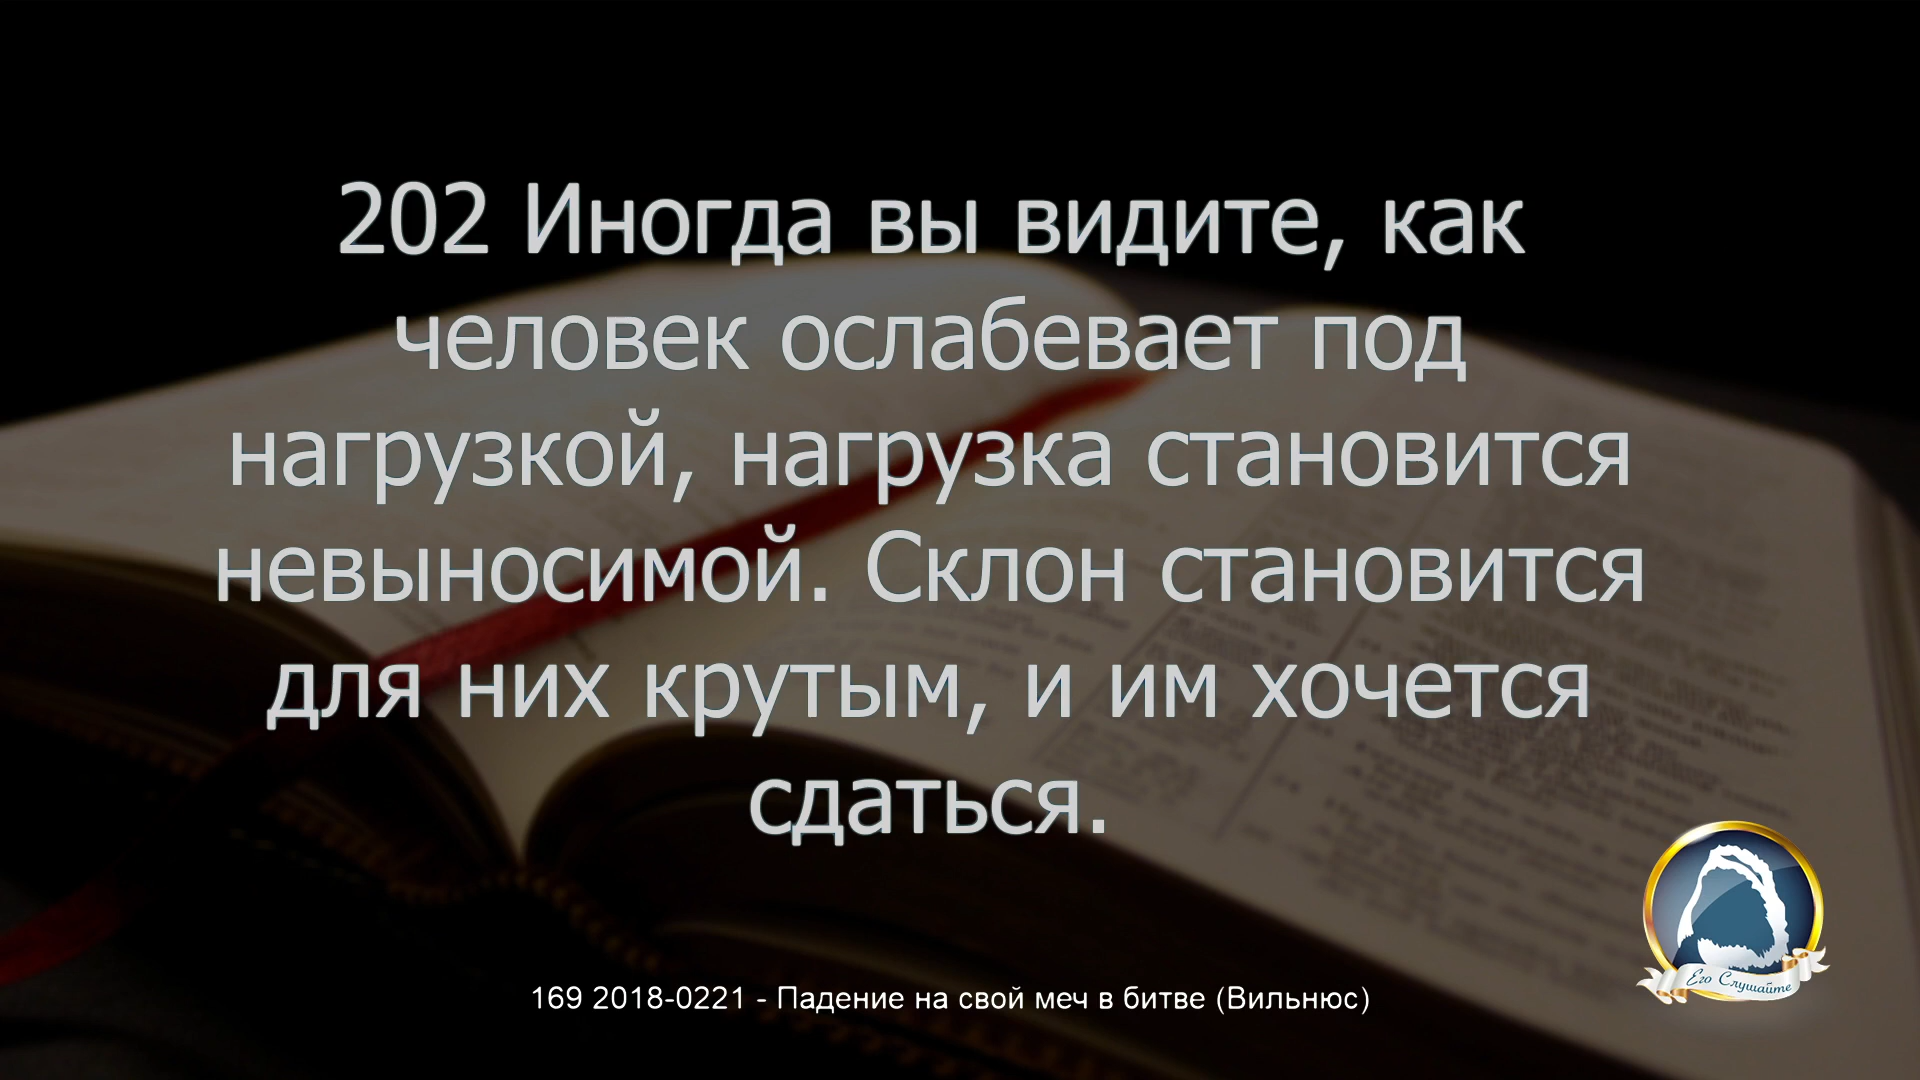 202 Иногда вы видите, как
человек ослабевает под
нагрузкой, нагрузка становится
невыносимой. Склон становится
для них крутым, и им хочется
сдаться.
Его Слушайте
169 2018-0221 - Падение на свой меч в битве (Вильнюс)